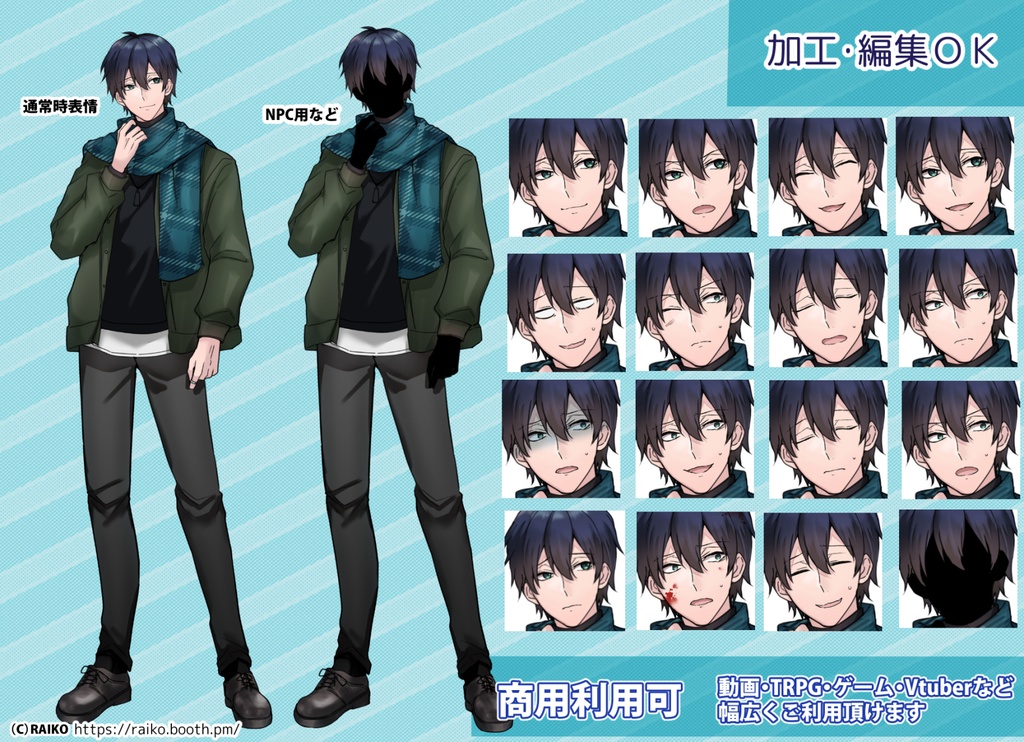 加工・編集ＯＫ
通常時表情
NPC用など
商用利用可
動画・TRPG・ゲーム・Vtuberなど
幅広くご利用頂けます
(C) RAIKO https://raiko.booth.pm/